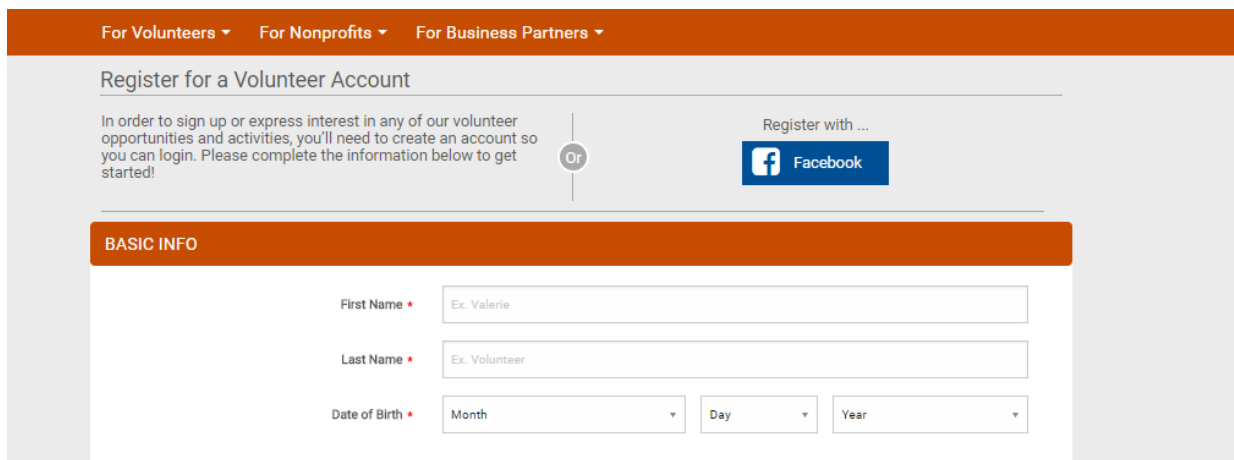 For Volunteers For Nonprofits For Business Partners
Register for a Volunteer Account
In order to sign up or express interest in any of our volunteer
opportunities and activities, you'll need to create an account so
you can login. Please complete the information below to get
started!
Or
Register with ...
Facebook
BASIC INFO
First Name * Ex. Valerie
Last Name * Ex. Volunteer
Date of Birth * Month Day Year